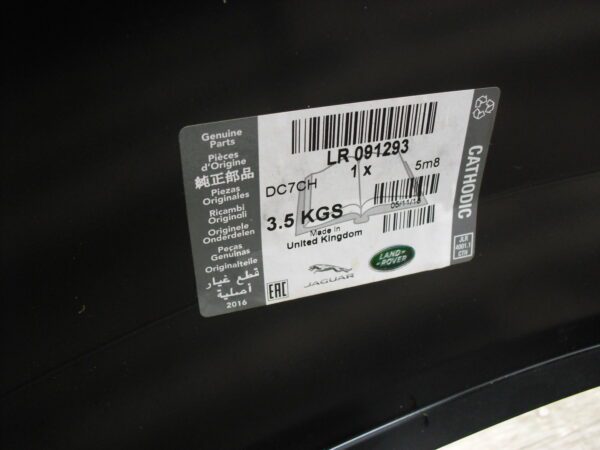 Genuine
Parts
Pièces
d'Origine
純正部品
Piezas
Originales
Ricambi
Originali
Originele
Onderdelen
Peças
Genuínas
Originalteile
قطع غيار
أصلية
2016
LR 091293
1 x
5m8
DC7CH
3.5 KGS
Made in
United Kingdom
EAC
JAGUAR
LAND-
ROVER
CATHODIC
JLR